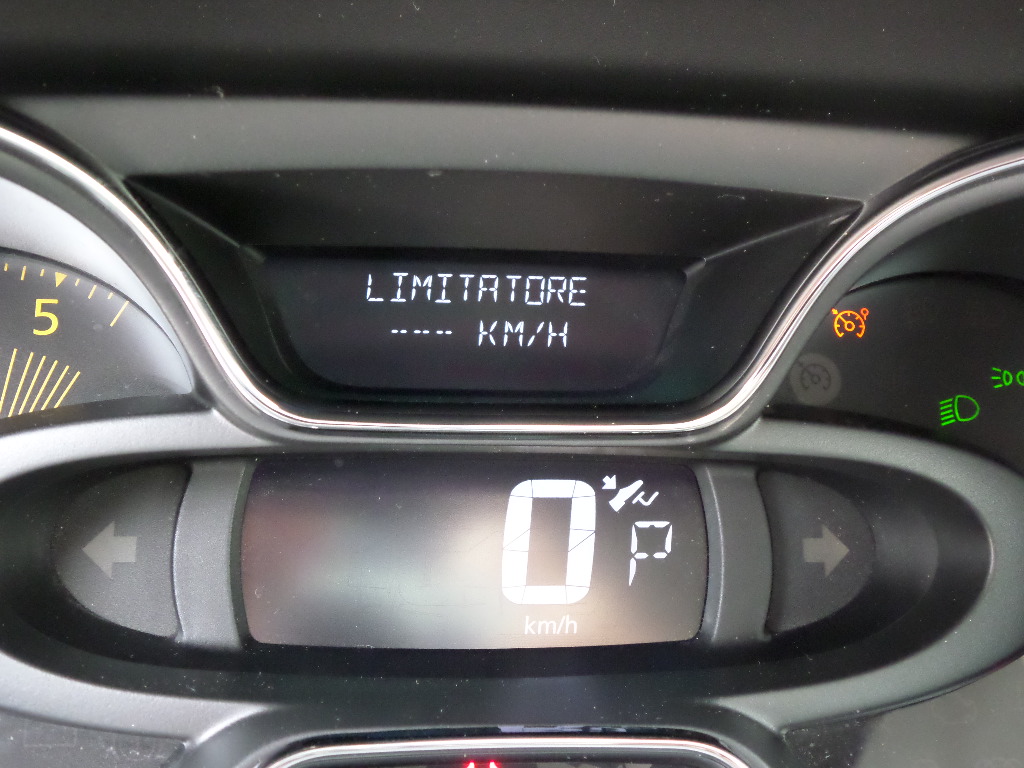 LIMITATORE
---- KM/H
5
0
P
km/h